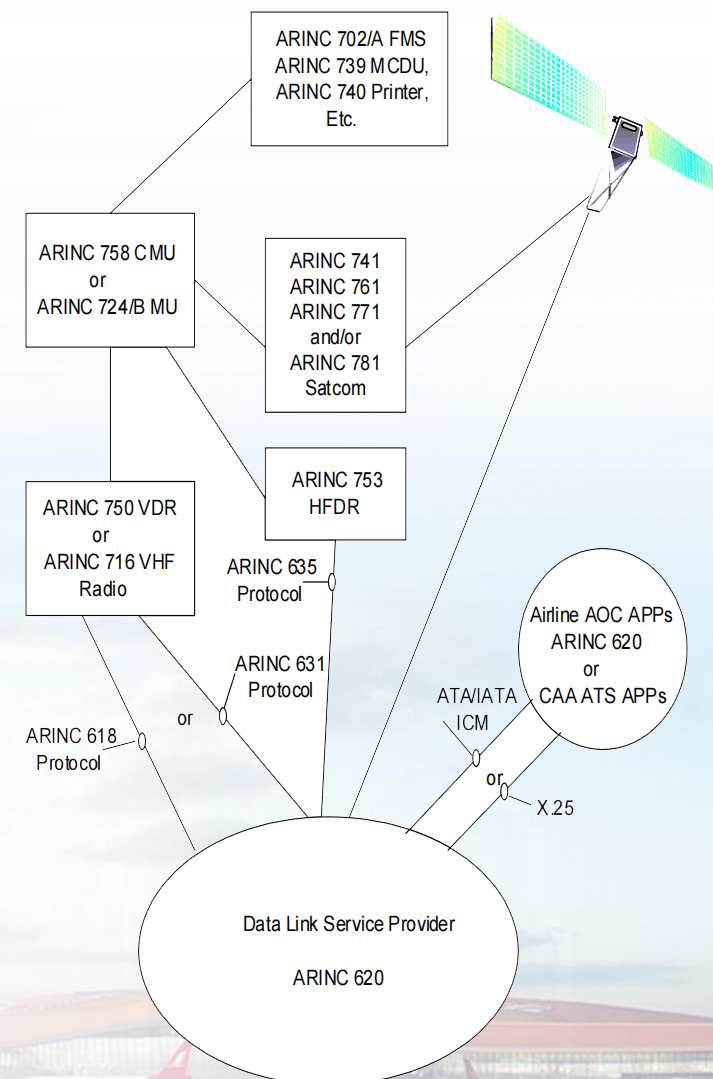 ARINC 702/A FMS
ARINC 739 MCDU,
ARINC 740 Printer,
Etc.
ARINC 758 CMU
or
ARINC 724/B MU
ARINC 741
ARINC 761
ARINC 771
and/or
ARINC 781
Satcom
ARINC 750 VDR
or
ARINC 716 VHF
Radio
ARINC 753
HFDR
ARINC 635
Protocol
ARINC 631
Protocol
or
ARINC 618
Protocol
Airline AOC APPs
ARINC 620
or
CAA ATS APPs
ATA/IATA
ICM
or
X.25
Data Link Service Provider
ARINC 620